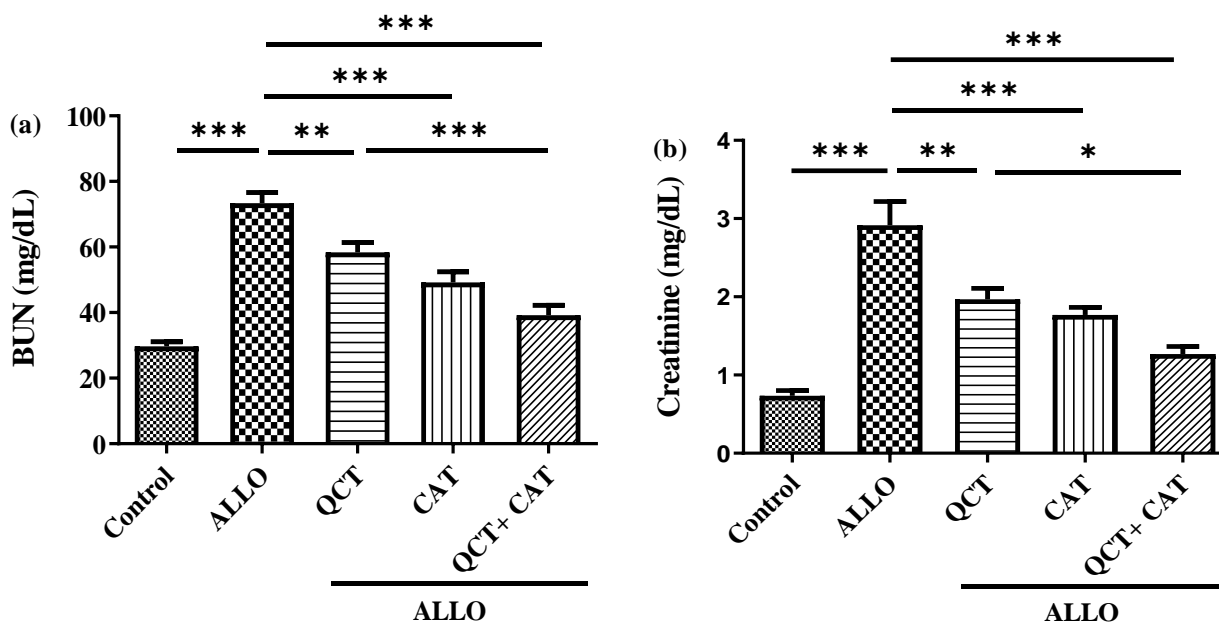 (a)
BUN (mg/dL)
100
80
60
40
20
0
***
***
***
**
***
Control
ALLO
QCT
CAT
QCT+ CAT
ALLO
(b)
Creatinine (mg/dL)
4
3
2
1
0
***
***
***
**
*
Control
ALLO
QCT
CAT
QCT+ CAT
ALLO